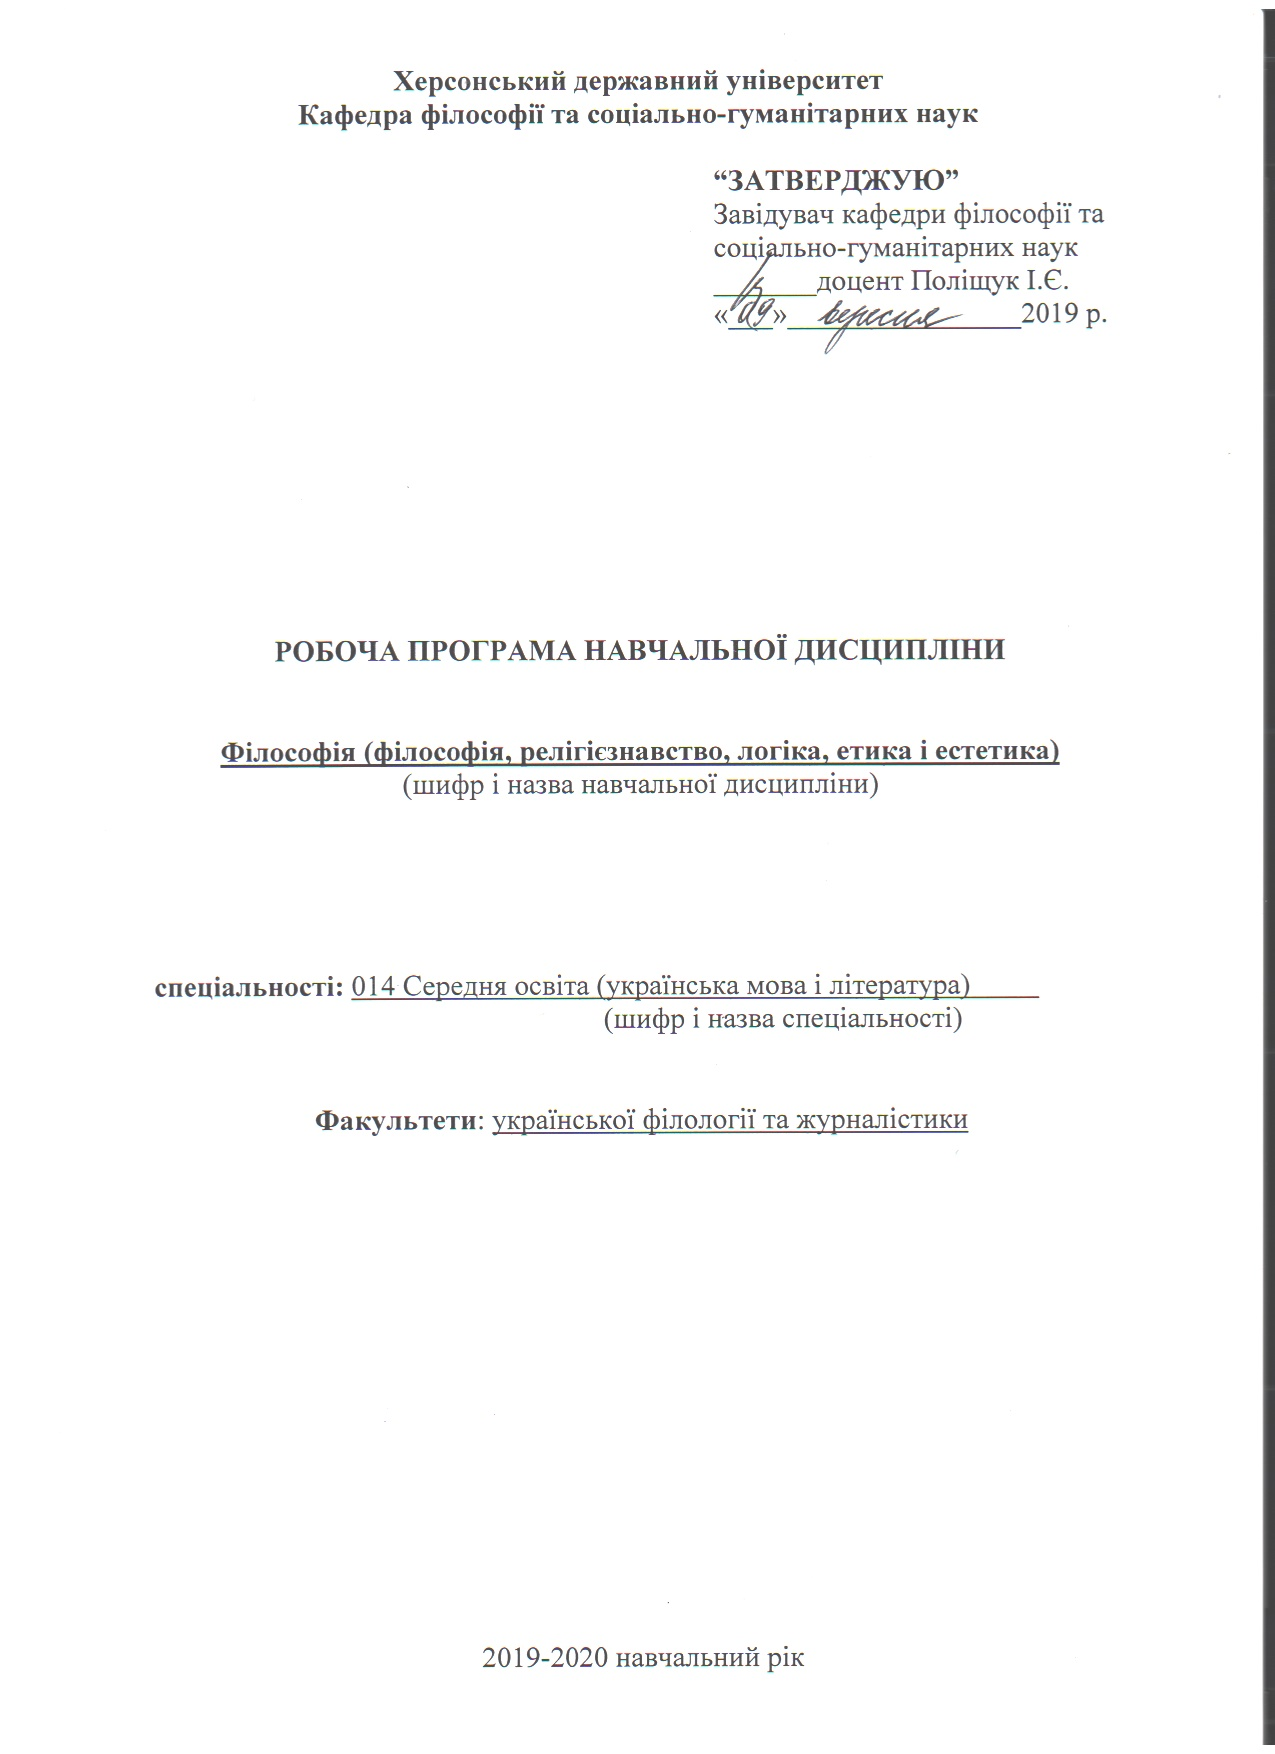 Херсонський державний університет
Кафедра філософії та соціально-гуманітарних наук
“ЗАТВЕРДЖУЮ”
Завідувач кафедри філософії та
соціально-гуманітарних наук
________доцент Поліщук І.Є.
«09» вересня 2019 р.
РОБОЧА ПРОГРАМА НАВЧАЛЬНОЇ ДИСЦИПЛІНИ
Філософія (філософія, релігієзнавство, логіка, етика і естетика)
(шифр і назва навчальної дисципліни)
спеціальності: 014 Середня освіта (українська мова і література)
(шифр і назва спеціальності)
Факультети: української філології та журналістики
2019-2020 навчальний рік